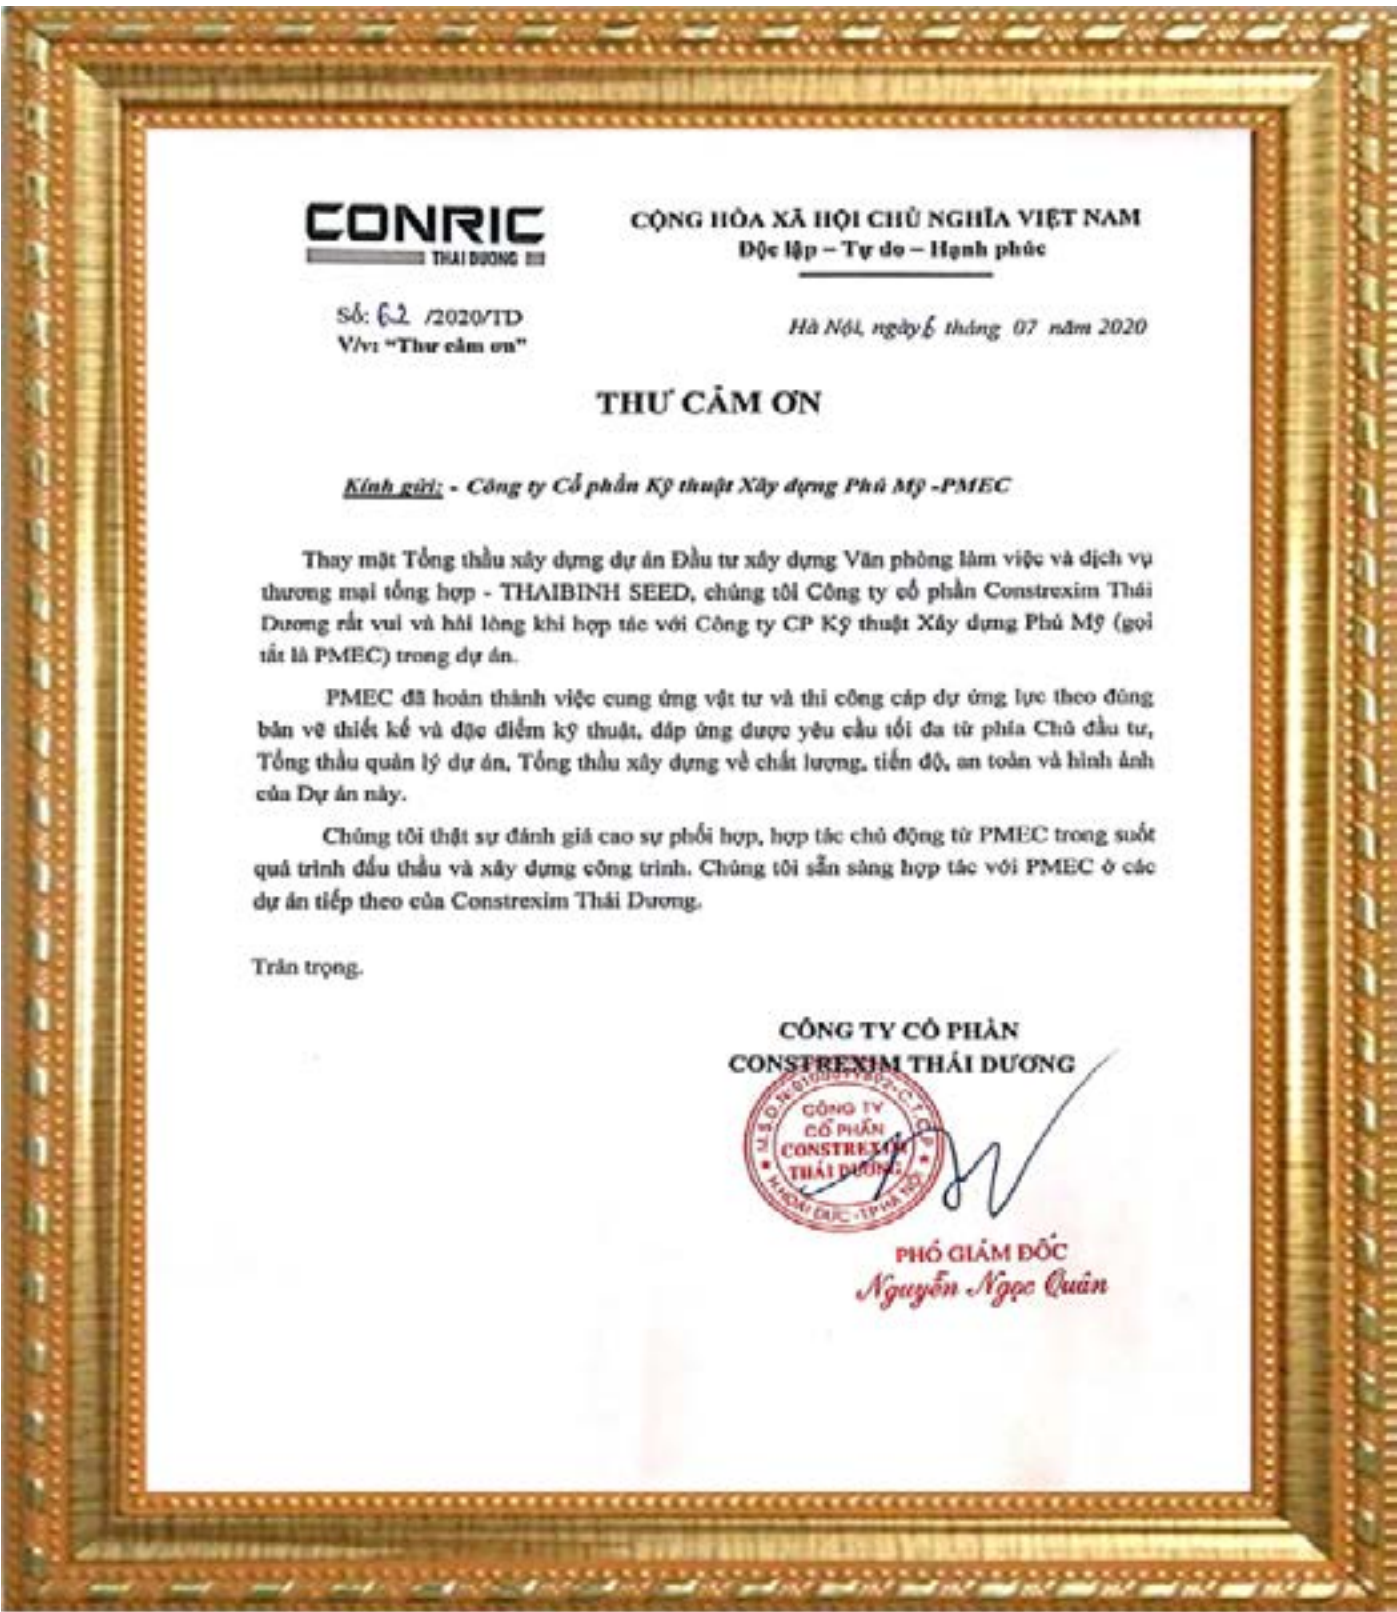 CONRIC
THAI DUONG
CỘNG HÒA XÃ HỘI CHỦ NGHĨA VIỆT NAM
Độc lập – Tự do – Hạnh phúc
Số: 62 /2020/TD
V/v: "Thư cảm ơn"
Hà Nội, ngày 6 tháng 07 năm 2020
THƯ CẢM ƠN
Kính gửi: - Công ty Cổ phần Kỹ thuật Xây dựng Phú Mỹ -PMEC
Thay mặt Tổng thầu xây dựng dự án Đầu tư xây dựng Văn phòng làm việc và dịch vụ
thương mại tổng hợp - THAIBINH SEED, chúng tôi Công ty cổ phần Constrexim Thái
Dương rất vui và hài lòng khi hợp tác với Công ty CP Kỹ thuật Xây dựng Phú Mỹ (gọi
tắt là PMEC) trong dự án.
PMEC đã hoàn thành việc cung ứng vật tư và thi công cáp dự ứng lực theo đúng
bản vẽ thiết kế và đặc điểm kỹ thuật, đáp ứng được yêu cầu tối đa từ phía Chủ đầu tư,
Tổng thầu quản lý dự án, Tổng thầu xây dựng về chất lượng, tiến độ, an toàn và hình ảnh
của Dự án này.
Chúng tôi thật sự đánh giá cao sự phối hợp, hợp tác chủ động từ PMEC trong suốt
quá trình đấu thầu và xây dựng công trình. Chúng tôi sẵn sàng hợp tác với PMEC ở các
dự án tiếp theo của Constrexim Thái Dương.
Trân trọng.
CÔNG TY CỔ PHẦN
CONSTREXIM THÁI DƯƠNG
CÔNG TY
CỔ PHẦN
CONSTREXIM
THÁI DƯƠNG
H.HOÀI ĐỨC - TP HÀ NỘI
PHÓ GIÁM ĐỐC
Nguyễn Ngọc Quân